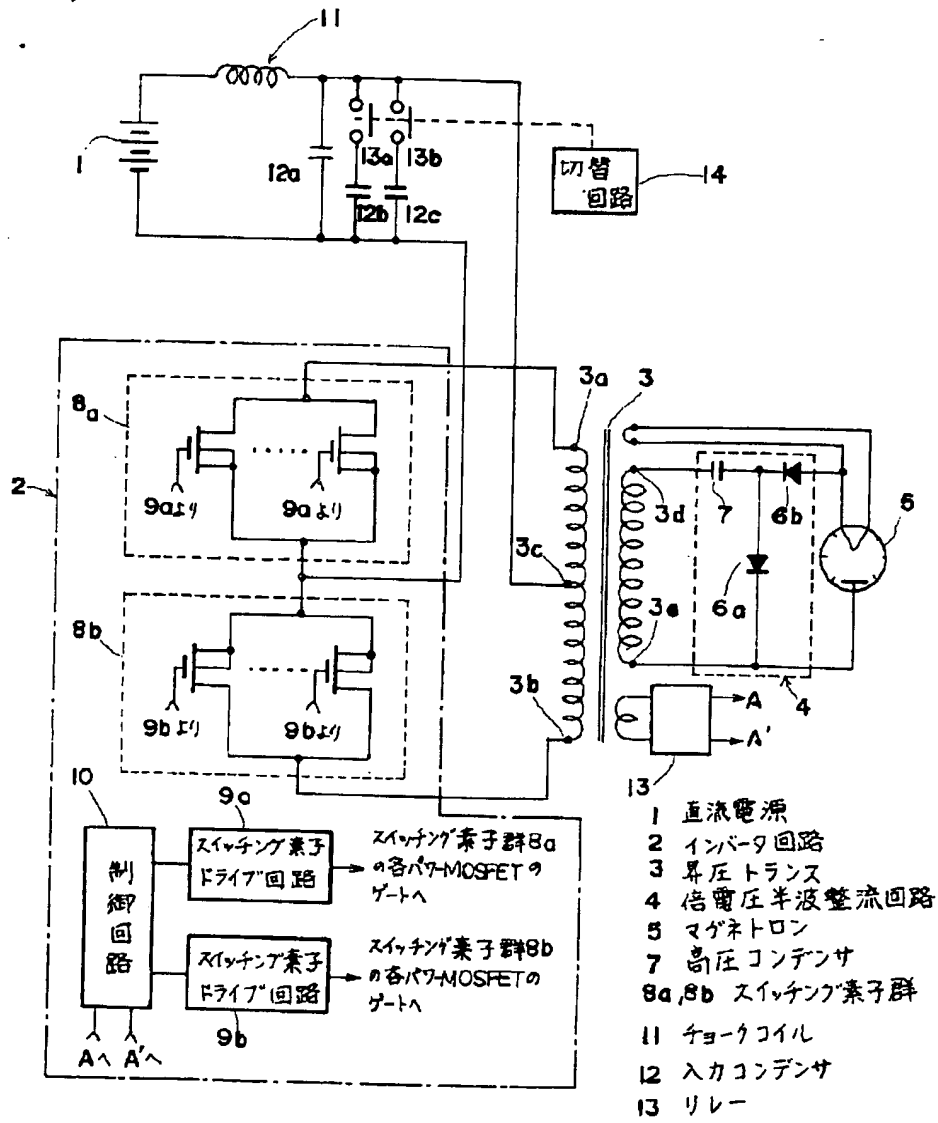 11
1
12a
13a
13b
12b
12c
切替
回路
14
2
8a
9aより
9aより
8b
9bより
9bより
3a
3
3c
3b
3d
3e
7
6b
6a
5
4
13
A
A'
10
制御回路
9a
スイッチング素子
ドライブ回路
スイッチング素子群8a
の各パワーMOSFETの
ゲートへ
スイッチング素子
ドライブ回路
9b
スイッチング素子群8b
の各パワーMOSFETの
ゲートへ
Aへ
A'へ
1 直流電源
2 インバータ回路
3 昇圧トランス
4 倍電圧半波整流回路
5 マグネトロン
7 高圧コンデンサ
8a,8b スイッチング素子群
11 チョークコイル
12 入力コンデンサ
13 リレー